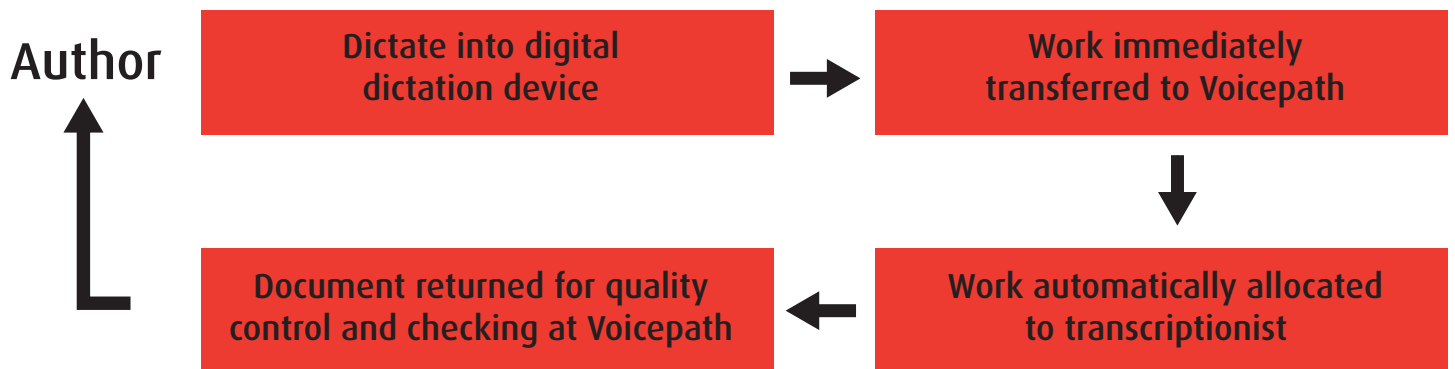 Author
Dictate into digital
dictation device
Work immediately
transferred to Voicepath
Work automatically allocated
to transcriptionist
Document returned for quality
control and checking at Voicepath